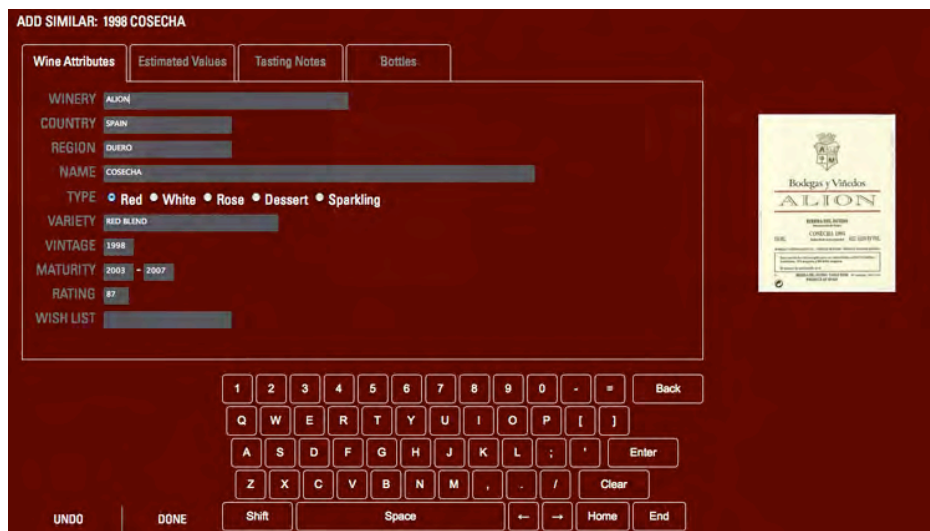 ADD SIMILAR: 1998 COSECHA
Wine Attributes Estimated Values Tasting Notes Bottles
WINERY ALION
COUNTRY SPAIN
REGION DUERO
NAME COSECHA
TYPE Red White Rose Dessert Sparkling
VARIETY RED BLEND
VINTAGE 1998
MATURITY 2003 - 2007
RATING 87
WISH LIST
A M
Bodegas y Viñedos
ALION
1 2 3 4 5 6 7 8 9 0 - = Back
Q W E R T Y U I O P [ ]
A S D F G H J K L ; ' Enter
Z X C V B N M , . / Clear
Shift Space ← → Home End
UNDO DONE